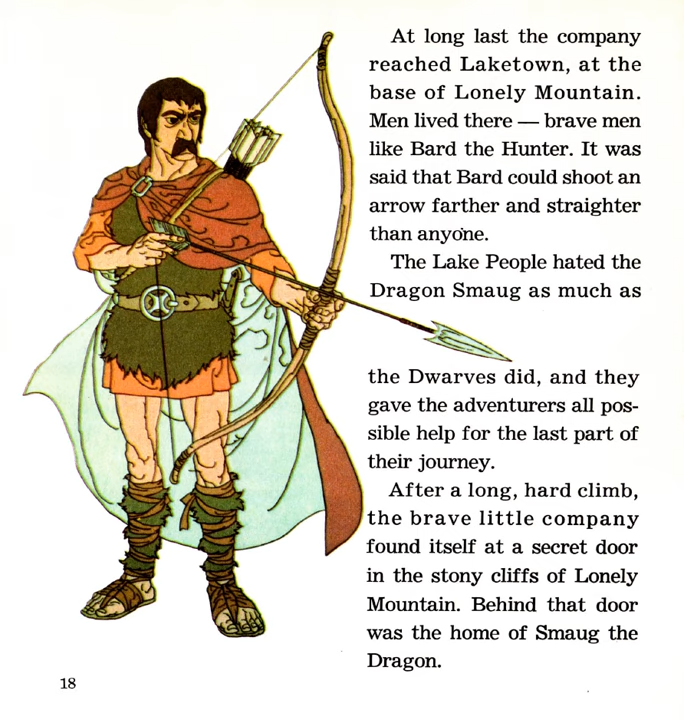 At long last the company
reached Laketown, at the
base of Lonely Mountain.
Men lived there — brave men
like Bard the Hunter. It was
said that Bard could shoot an
arrow farther and straighter
than anyone.
The Lake People hated the
Dragon Smaug as much as
the Dwarves did, and they
gave the adventurers all pos-
sible help for the last part of
their journey.
After a long, hard climb,
the brave little company
found itself at a secret door
in the stony cliffs of Lonely
Mountain. Behind that door
was the home of Smaug the
Dragon.
18